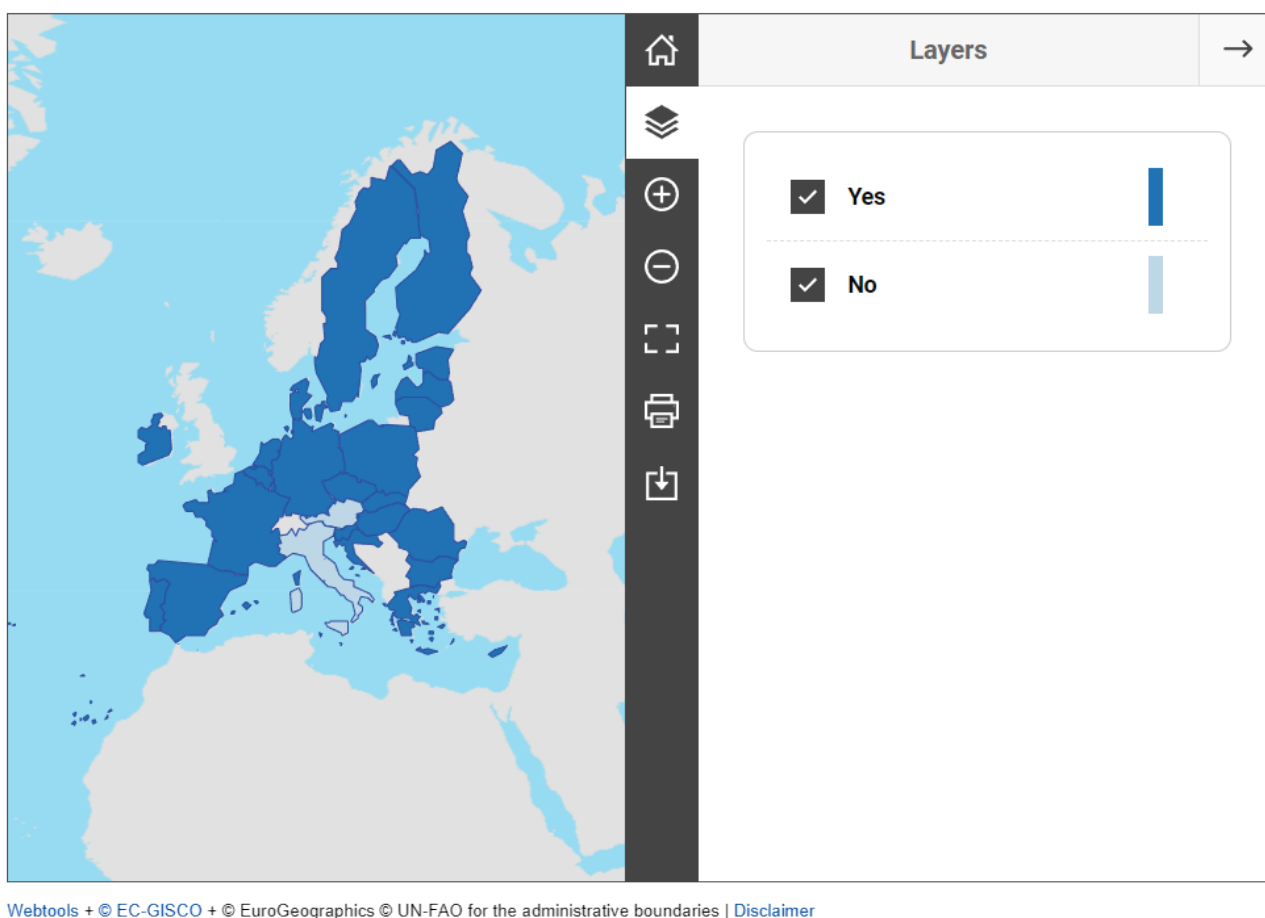 Layers
Yes
No
Webtools + © EC-GISCO + © EuroGeographics © UN-FAO for the administrative boundaries | Disclaimer